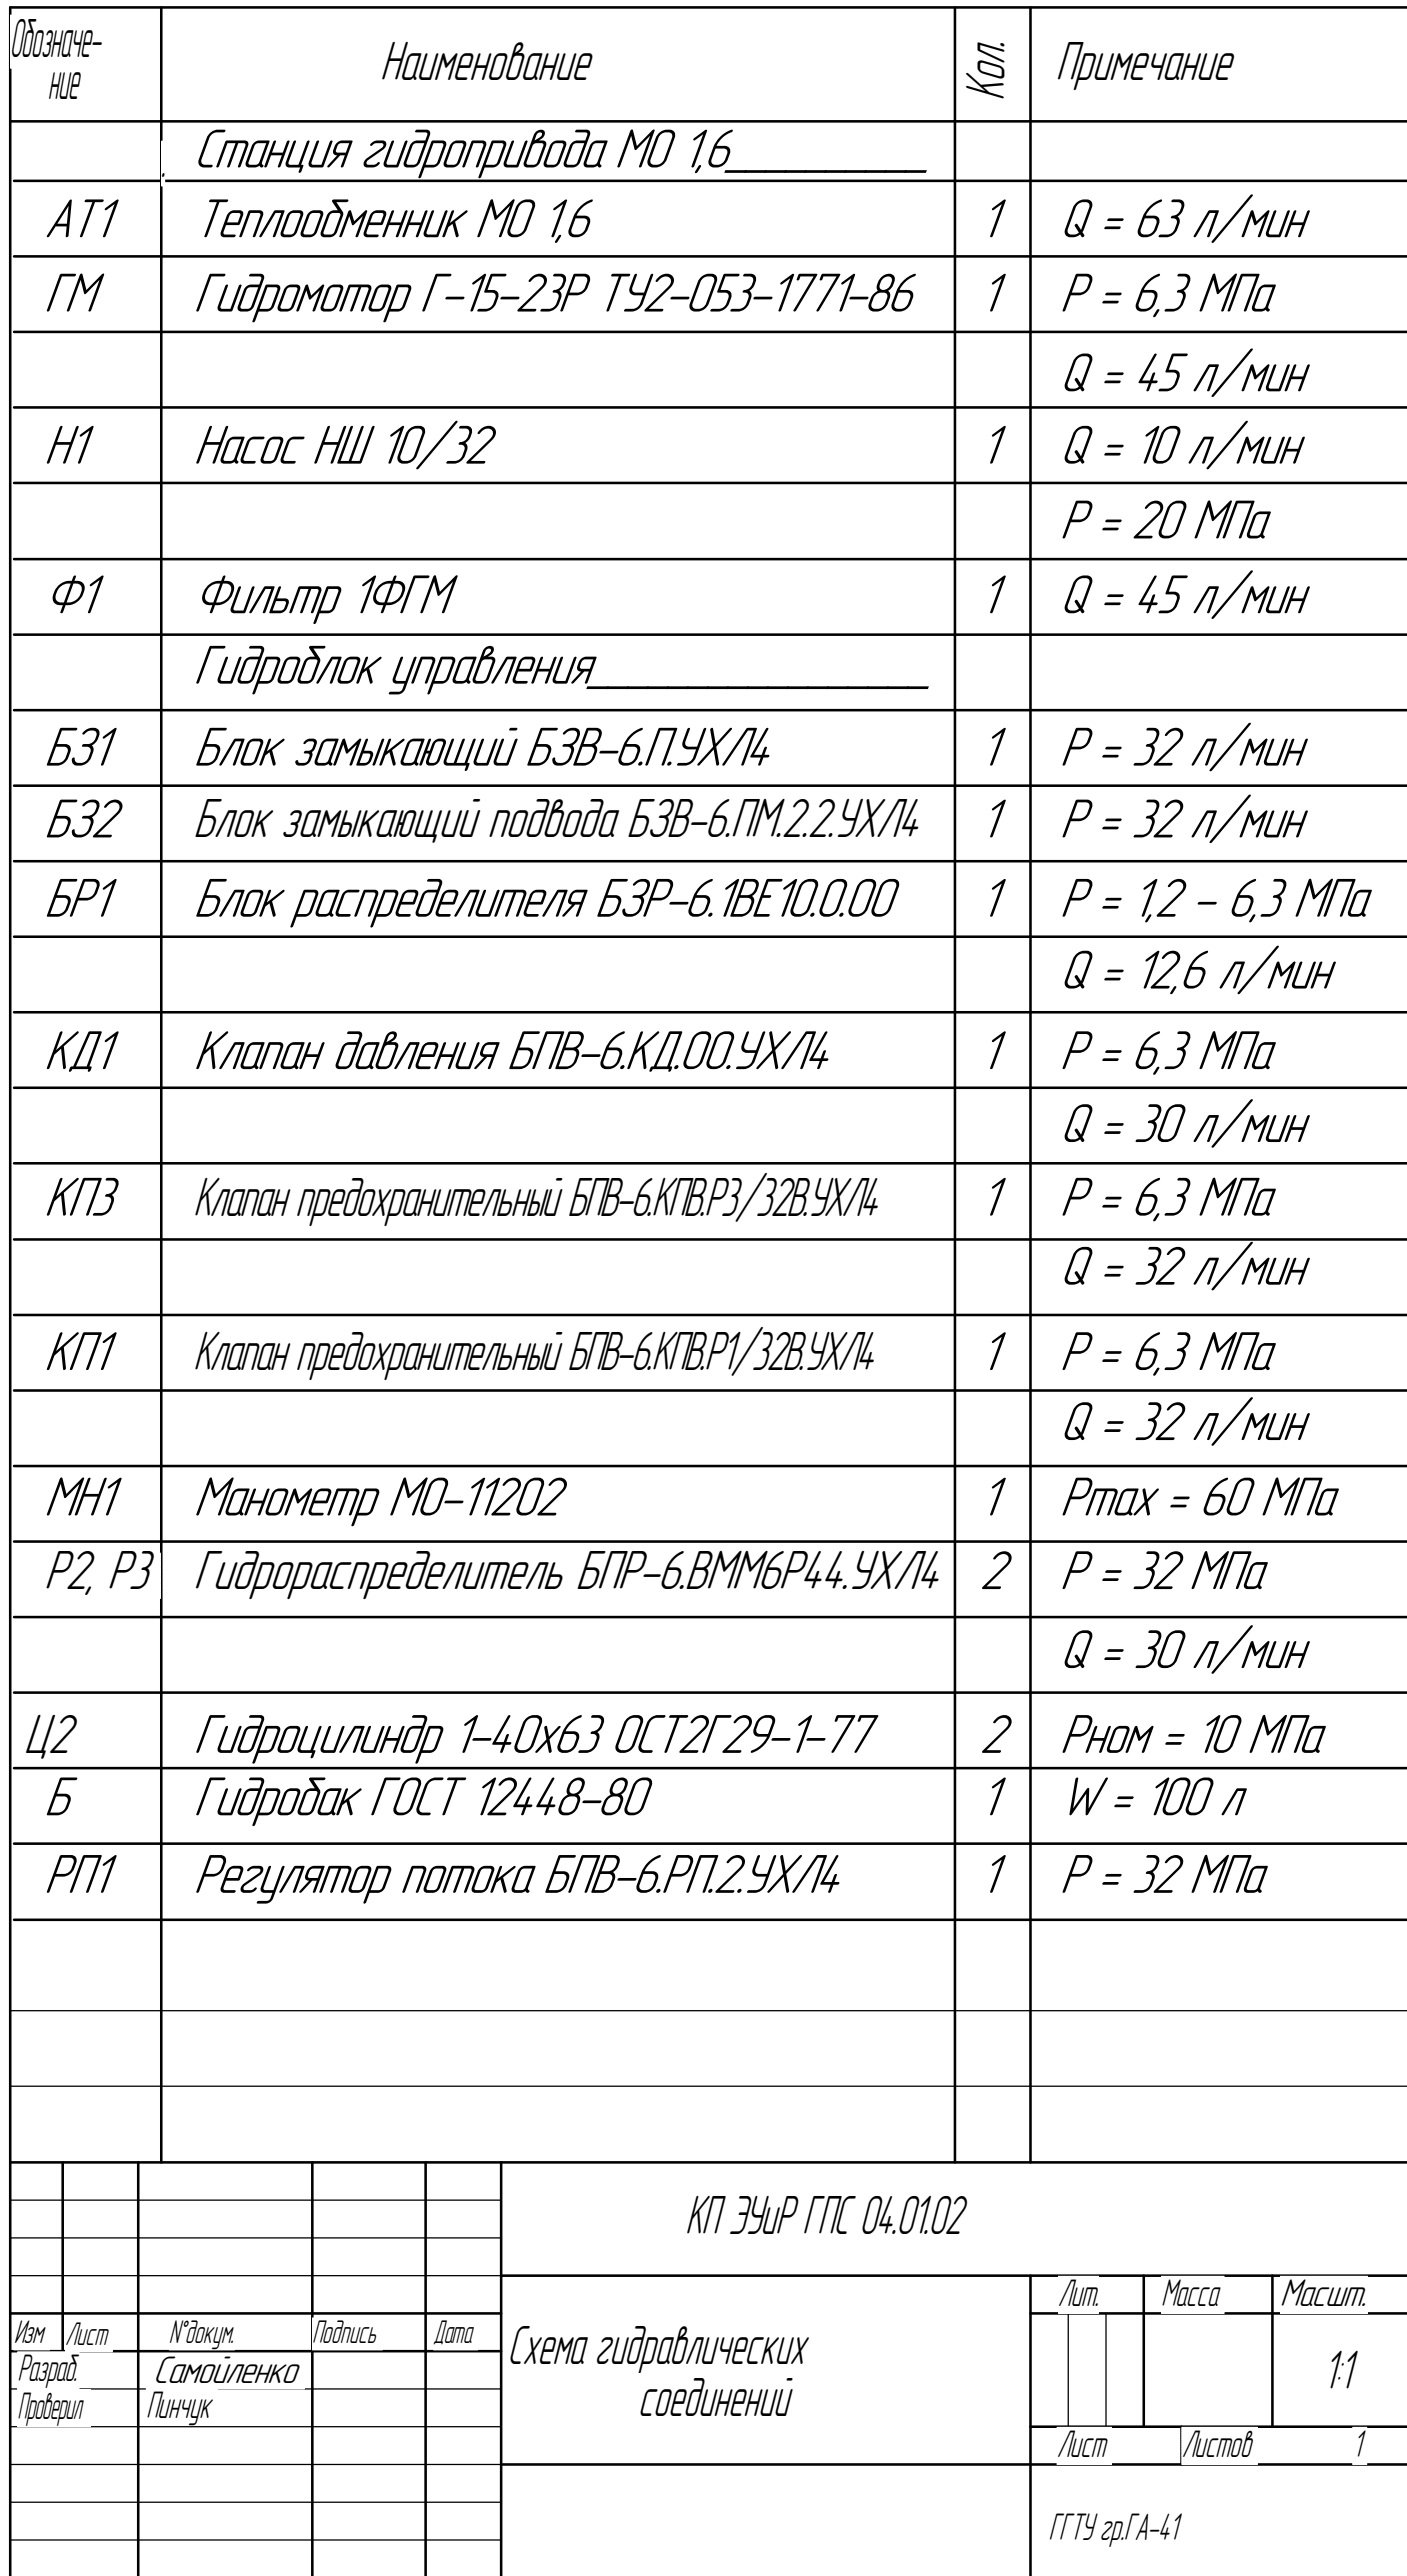 Обозначе-
ние
Наименование
Кол.
Примечание
Станция гидропривода МО 1,6
АТ1 Теплообменник МО 1,6 1 Q = 63 л/мин
ГМ Гидромотор Г-15-23Р ТУ2-053-1771-86 1 Р = 6,3 МПа
Q = 45 л/мин
Н1 Насос НШ 10/32 1 Q = 10 л/мин
Р = 20 МПа
Ф1 Фильтр 1ФГМ 1 Q = 45 л/мин
Гидроблок управления
БЗ1 Блок замыкающий БЗВ-6.П.УХЛ4 1 Р = 32 л/мин
БЗ2 Блок замыкающий подвода БЗВ-6.ПМ.2.2.УХЛ4 1 Р = 32 л/мин
БР1 Блок распределителя БЗР-6.1ВЕ10.0.00 1 Р = 1,2 - 6,3 МПа
Q = 12,6 л/мин
КД1 Клапан давления БПВ-6.КД.00.УХЛ4 1 Р = 6,3 МПа
Q = 30 л/мин
КП3 Клапан предохранительный БПВ-6.КПВ.Р3/32В.УХЛ4 1 Р = 6,3 МПа
Q = 32 л/мин
КП1 Клапан предохранительный БПВ-6.КПВ.Р1/32В.УХЛ4 1 Р = 6,3 МПа
Q = 32 л/мин
МН1 Манометр МО-11202 1 Pmax = 60 МПа
Р2, Р3 Гидрораспределитель БПР-6.ВММ6Р44.УХЛ4 2 Р = 32 МПа
Q = 30 л/мин
Ц2 Гидроцилиндр 1-40х63 ОСТ2Г29-1-77 2 Рном = 10 МПа
Б Гидробак ГОСТ 12448-80 1 W = 100 л
РП1 Регулятор потока БПВ-6.РП.2.УХЛ4 1 Р = 32 МПа
КП ЭУиР ГПС 04.01.02
Лит. Масса Масшт.
Изм Лист N°докум. Подпись Дата
Схема гидравлических
соединений
1:1
Разраб. Самойленко
Проверил Пинчук
Лист Листов 1
ГГТУ гр.ГА-41